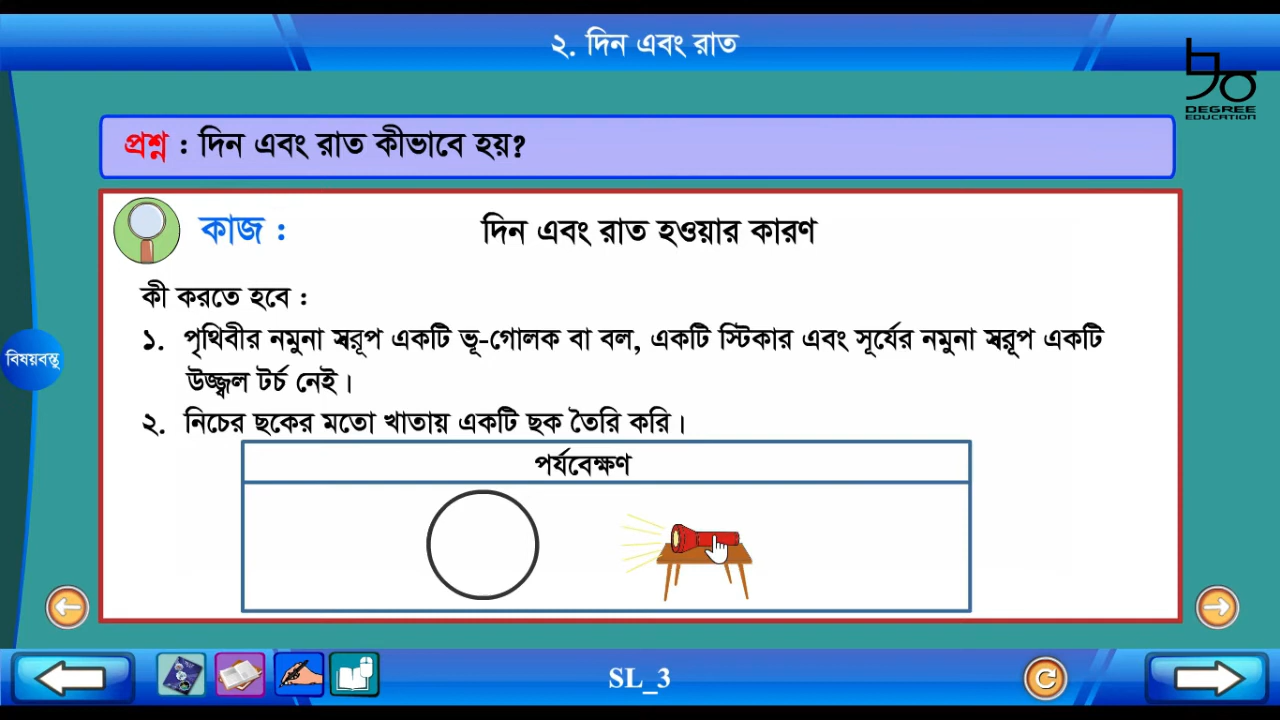 ২. দিন এবং রাত
DEGREE
EDUCATION
প্রশ্ন : দিন এবং রাত কীভাবে হয়?
কাজ : দিন এবং রাত হওয়ার কারণ
কী করতে হবে :
১. পৃথিবীর নমুনা স্বরূপ একটি ভূ-গোলক বা বল, একটি স্টিকার এবং সূর্যের নমুনা স্বরূপ একটি
উজ্জ্বল টর্চ নেই।
২. নিচের ছকের মতো খাতায় একটি ছক তৈরি করি।
পর্যবেক্ষণ
বিষয়বস্তু
SL_3